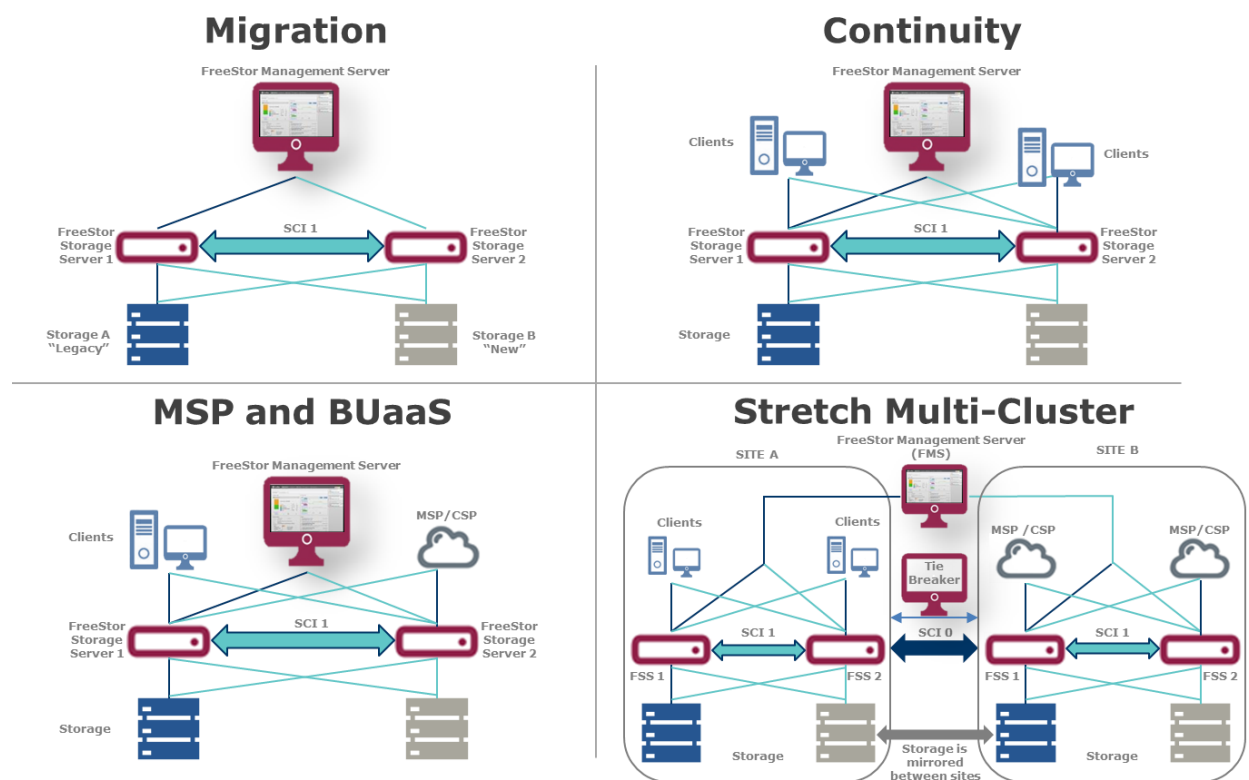 Migration
FreeStor Management Server
FreeStor
Storage
Server 1
SCI 1
FreeStor
Storage
Server 2
Storage A
“Legacy”
Storage B
“New”
Continuity
FreeStor Management Server
Clients
Clients
FreeStor
Storage
Server 1
SCI 1
FreeStor
Storage
Server 2
Storage
MSP and BUaaS
FreeStor Management Server
Clients
MSP/CSP
FreeStor
Storage
Server 1
SCI 1
FreeStor
Storage
Server 2
Storage
Stretch Multi-Cluster
FreeStor Management Server
(FMS)
SITE A
SITE B
Clients
Clients
MSP /CSP
MSP/CSP
Tie
Breaker
SCI 1
SCI 0
SCI 1
FSS 1
FSS 2
FSS 1
FSS 2
Storage
Storage is
mirrored
between sites
Storage